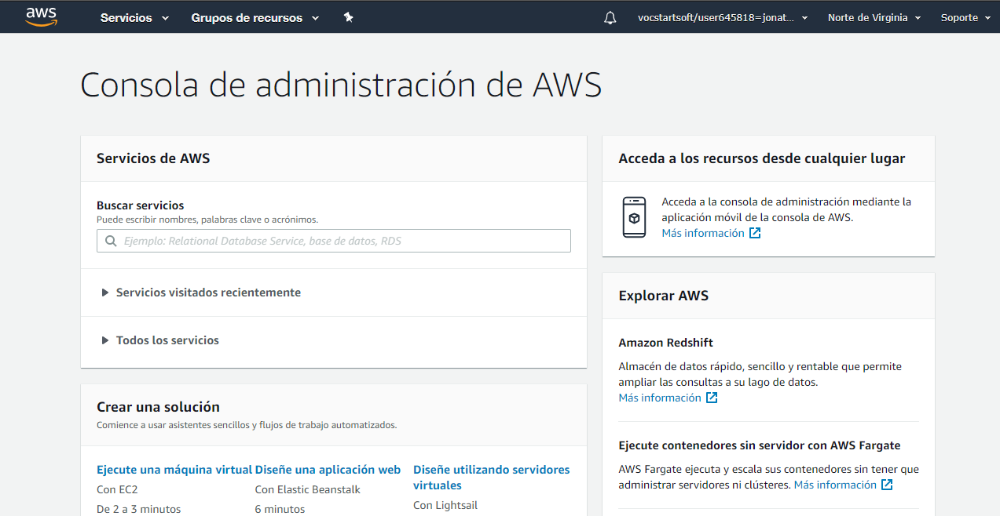 aws
Servicios
Grupos de recursos
vocstartsoft/user645818=jonat...
Norte de Virginia
Soporte
Consola de administración de AWS
Servicios de AWS
Buscar servicios
Puede escribir nombres, palabras clave o acrónimos.
Ejemplo: Relational Database Service, base de datos, RDS
Servicios visitados recientemente
Todos los servicios
Crear una solución
Comience a usar asistentes sencillos y flujos de trabajo automatizados.
Ejecute una máquina virtual
Con EC2
De 2 a 3 minutos
Diseñe una aplicación web
Con Elastic Beanstalk
6 minutos
Diseñe utilizando servidores
virtuales
Con Lightsail
Acceda a los recursos desde cualquier lugar
Acceda a la consola de administración mediante la
aplicación móvil de la consola de AWS.
Más información
Explorar AWS
Amazon Redshift
Almacén de datos rápido, sencillo y rentable que permite
ampliar las consultas a su lago de datos.
Más información
Ejecute contenedores sin servidor con AWS Fargate
AWS Fargate ejecuta y escala sus contenedores sin tener que
administrar servidores ni clústeres. Más información